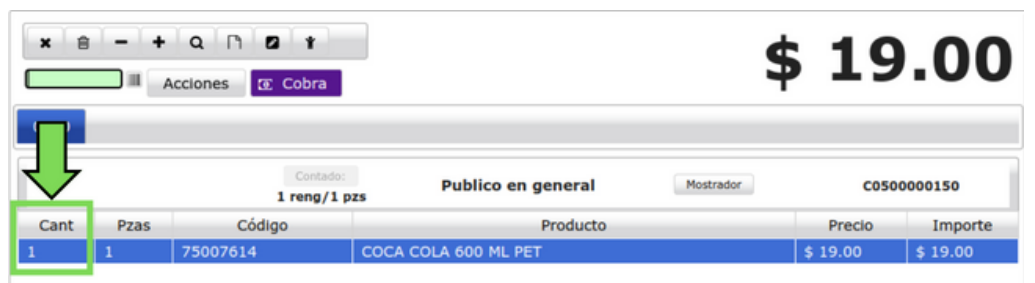 $ 19.00
Acciones Cobra
Contado:
1 reng/1 pzs Publico en general Mostrador C0500000150
Cant Pzas Código Producto Precio Importe
1 1 75007614 COCA COLA 600 ML PET $ 19.00 $ 19.00